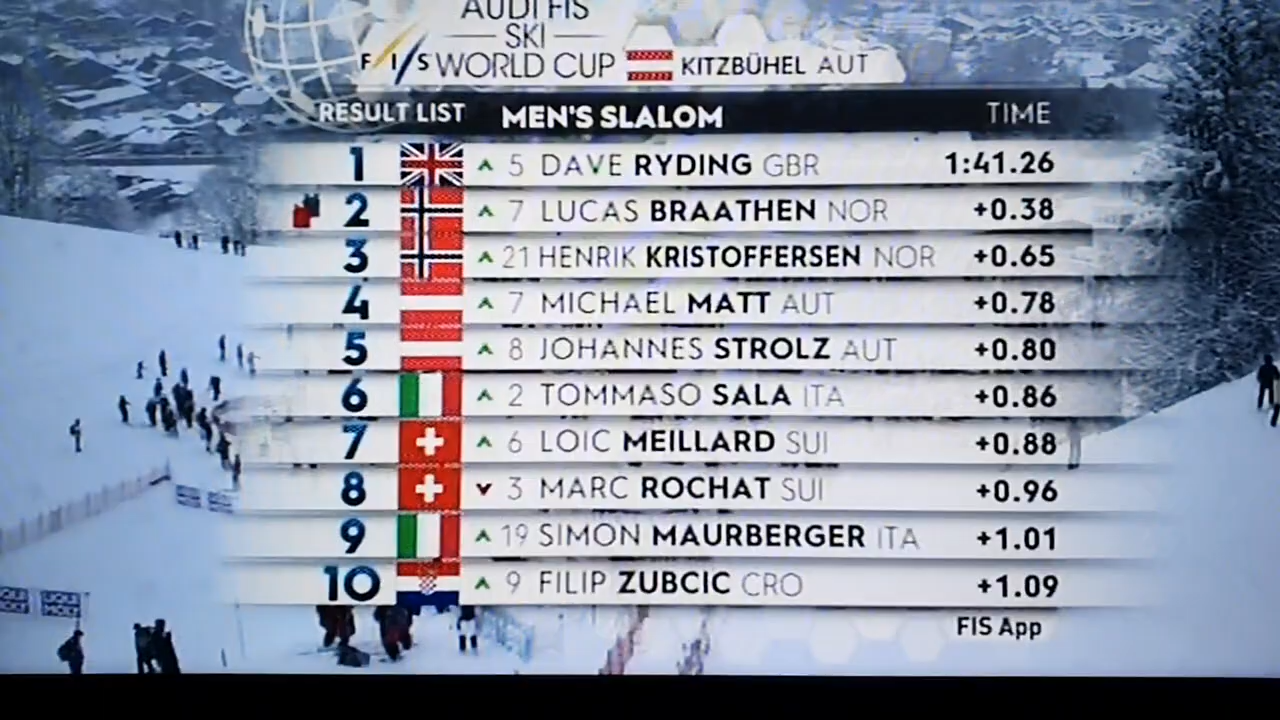 AUDI FIS
SKI
FIS WORLD CUP KITZBÜHEL AUT
RESULT LIST MEN'S SLALOM TIME
1 5 DAVE RYDING GBR 1:41.26
2 7 LUCAS BRAATHEN NOR +0.38
3 21 HENRIK KRISTOFFERSEN NOR +0.65
4 7 MICHAEL MATT AUT +0.78
5 8 JOHANNES STROLZ AUT +0.80
6 2 TOMMASO SALA ITA +0.86
7 6 LOIC MEILLARD SUI +0.88
8 3 MARC ROCHAT SUI +0.96
9 19 SIMON MAURBERGER ITA +1.01
10 9 FILIP ZUBCIC CRO +1.09
FIS App